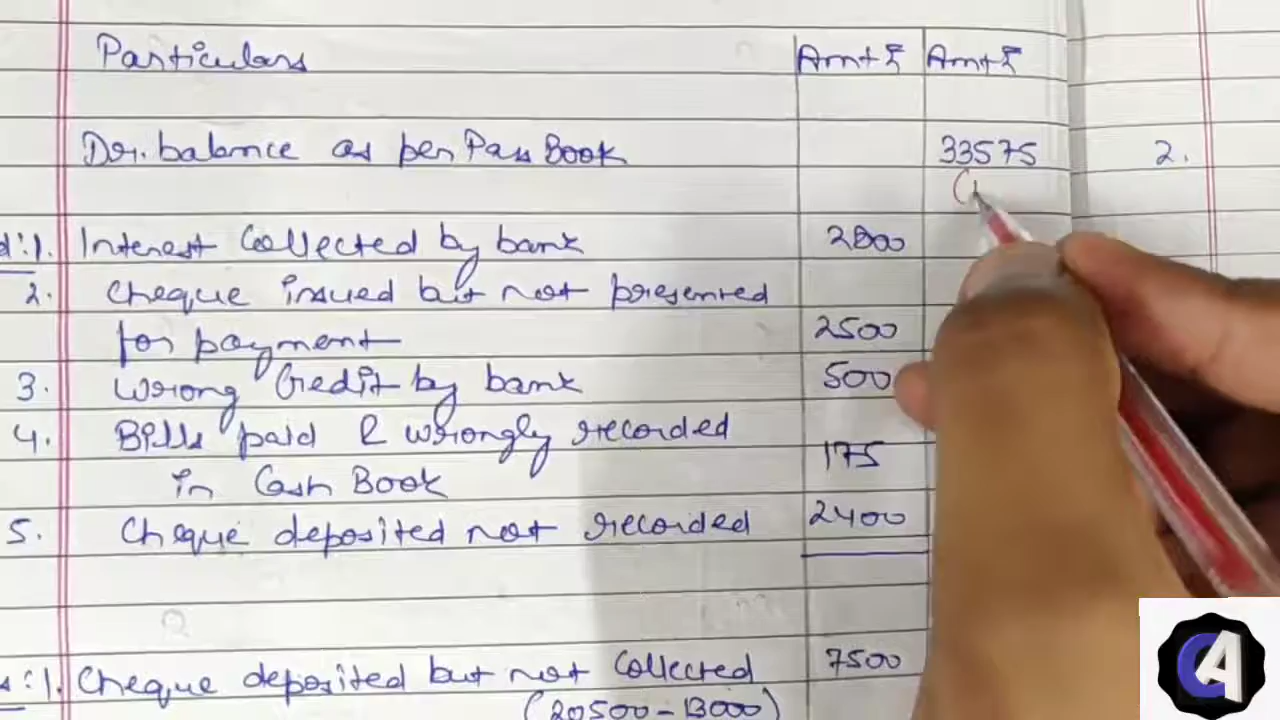 Particulars Amt ₹ Amt ₹
Dr. balance as per Pass Book 33575 2.
d:1. Interest Collected by bank 2800
2. Cheque issued but not presented
for payment 2500
3. Wrong Credit by bank 500
4. Bills paid & wrongly recorded
in Cash Book 175
5. Cheque deposited not recorded 2400
s:1. Cheque deposited but not collected 7500
(20500-13000)
CA